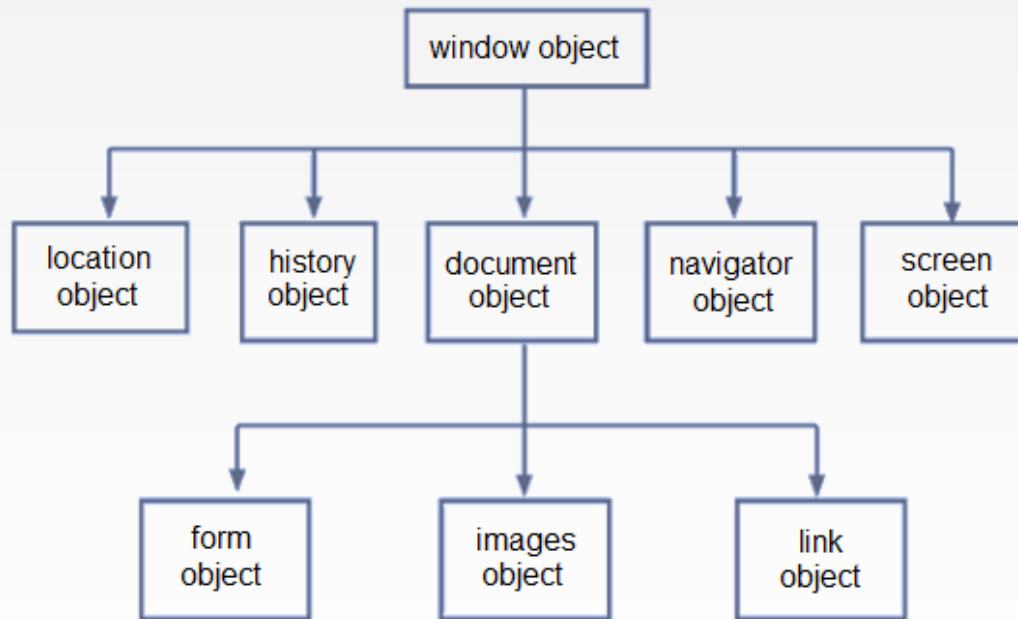 window object
location
object
history
object
document
object
navigator
object
screen
object
form
object
images
object
link
object